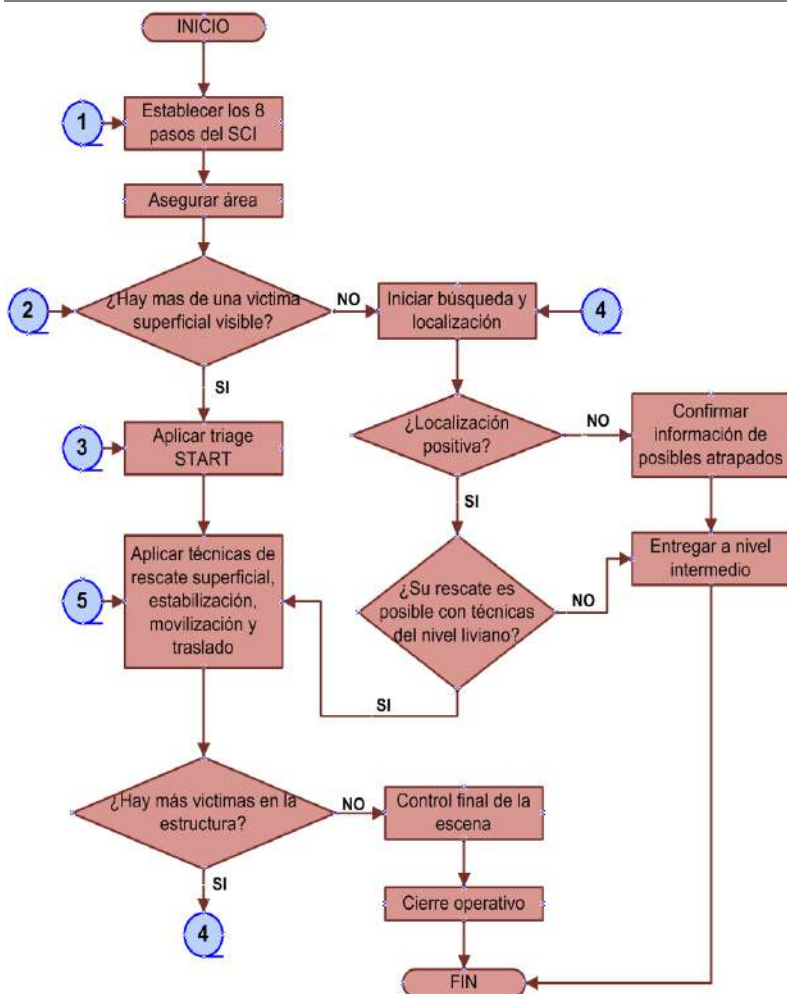 INICIO
1
Establecer los 8
pasos del SCI
Asegurar área
2
¿Hay mas de una victima
superficial visible?
NO
Iniciar búsqueda y
localización
4
SI
3
Aplicar triage
START
¿Localización
positiva?
NO
Confirmar
información de
posibles atrapados
SI
5
Aplicar técnicas de
rescate superficial,
estabilización,
movilización y
traslado
¿Su rescate es
posible con técnicas
del nivel liviano?
NO
Entregar a nivel
intermedio
SI
¿Hay más victimas en la
estructura?
NO
Control final de la
escena
SI
4
Cierre operativo
FIN